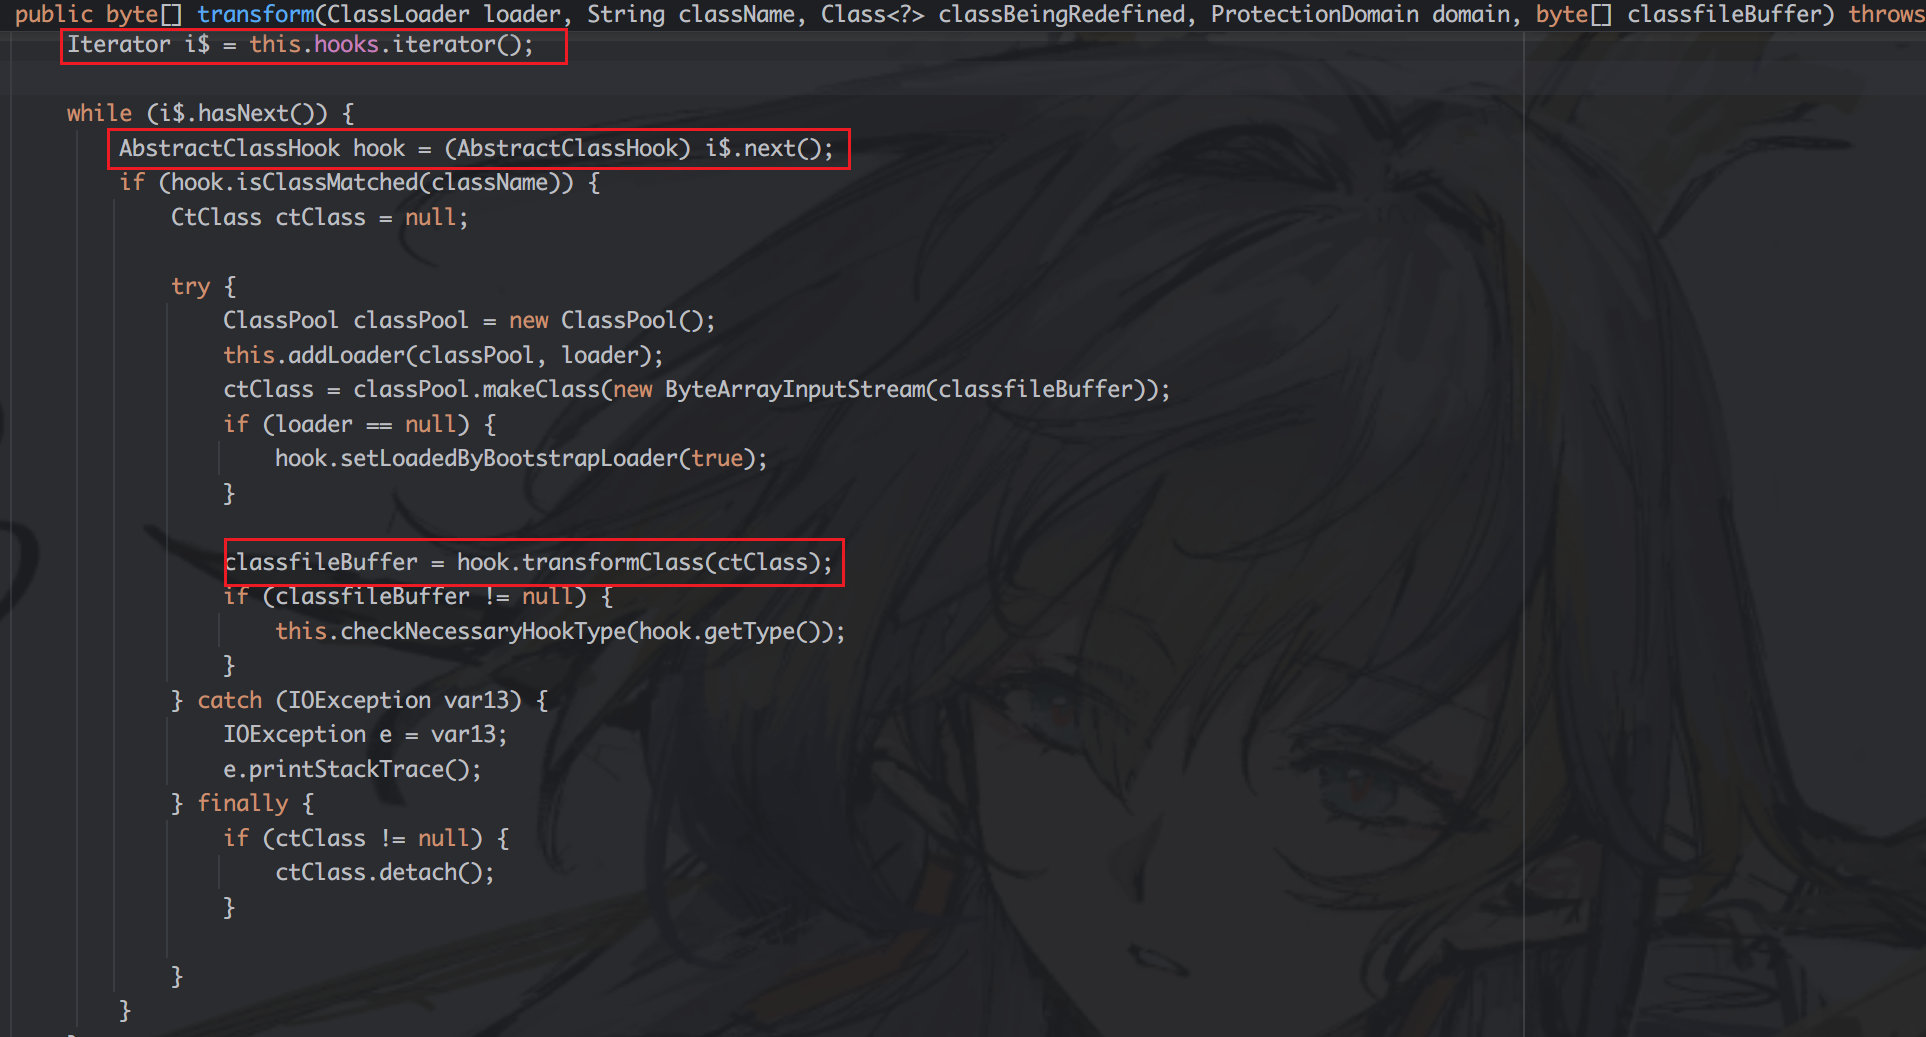 public byte[] transform(ClassLoader loader, String className, Class<?> classBeingRedefined, ProtectionDomain domain, byte[] classfileBuffer) throws
Iterator i$ = this.hooks.iterator();
while (i$.hasNext()) {
AbstractClassHook hook = (AbstractClassHook) i$.next();
if (hook.isClassMatched(className)) {
CtClass ctClass = null;
try {
ClassPool classPool = new ClassPool();
this.addLoader(classPool, loader);
ctClass = classPool.makeClass(new ByteArrayInputStream(classfileBuffer));
if (loader == null) {
hook.setLoadedByBootstrapLoader(true);
}
classfileBuffer = hook.transformClass(ctClass);
if (classfileBuffer != null) {
this.checkNecessaryHookType(hook.getType());
}
} catch (IOException var13) {
IOException e = var13;
e.printStackTrace();
} finally {
if (ctClass != null) {
ctClass.detach();
}
}
}